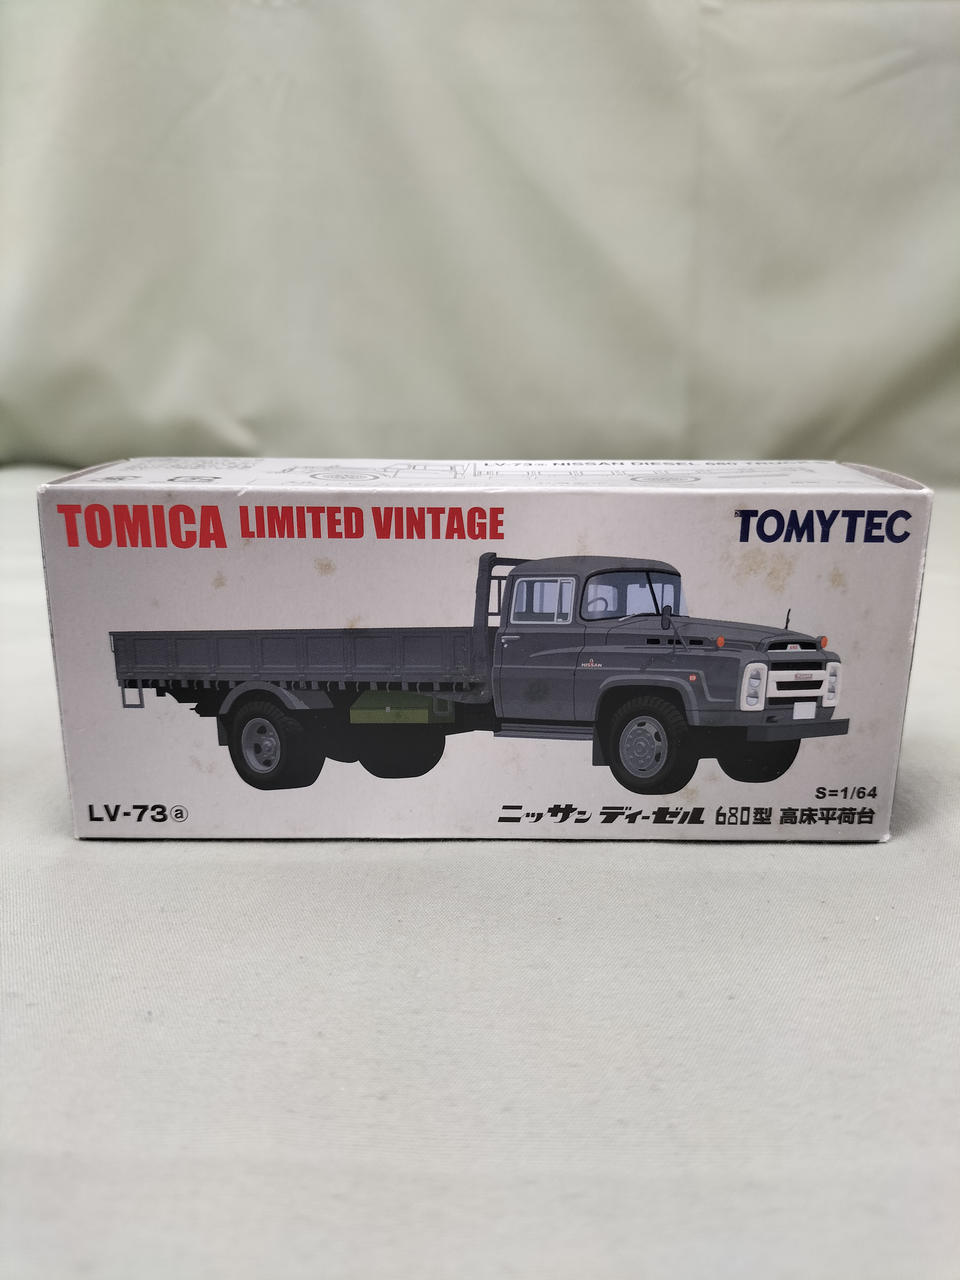 LV-73ⓐ NISSAN DIESEL 680 TRUCK
TOMICA LIMITED VINTAGE
TOMYTEC
NISSAN
S=1/64
LV-73ⓐ
ニッサン ディーゼル 680型 高床平荷台